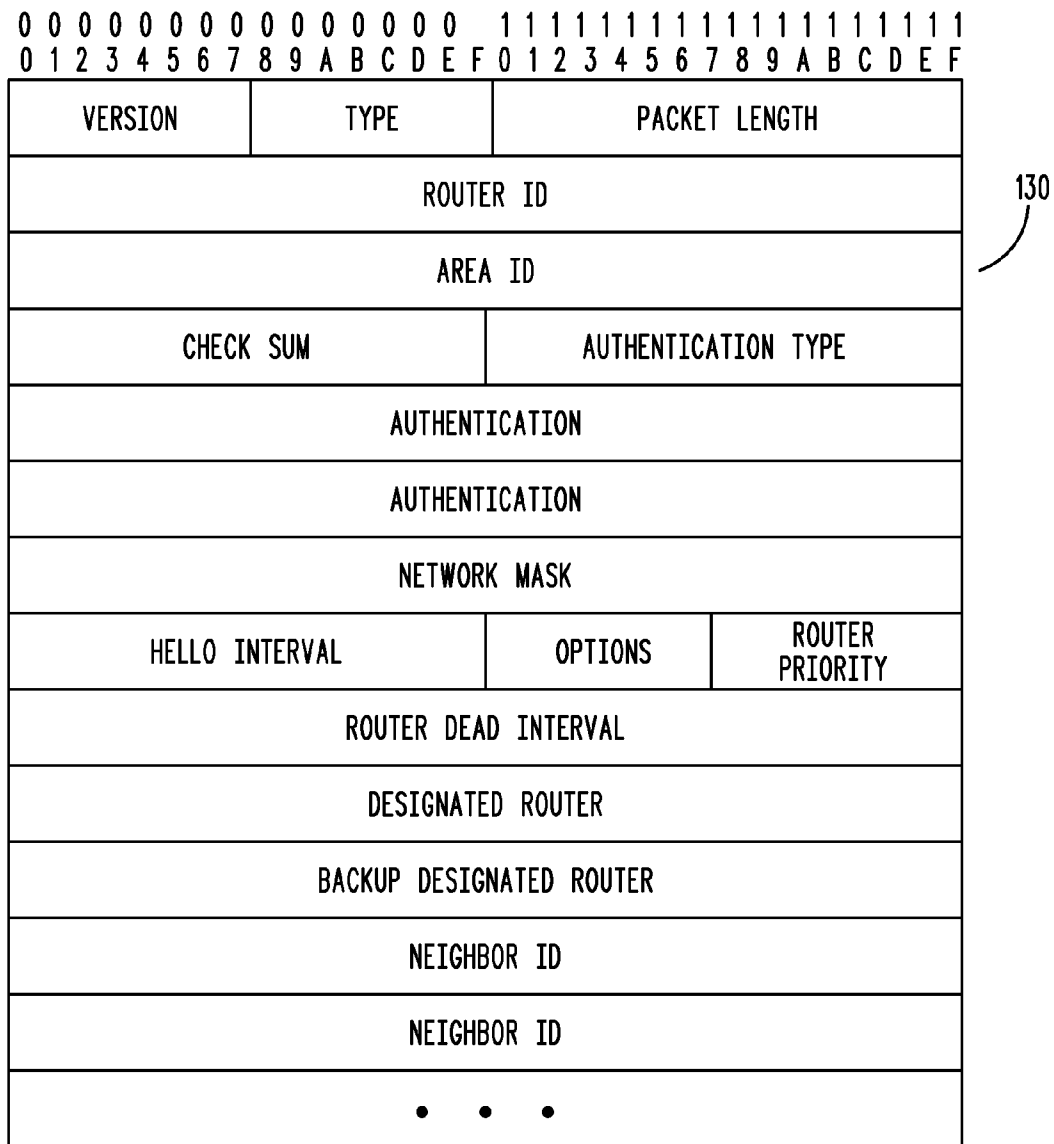 0 0 0 0 0 0 0 0 0 0 0 0 0 0 0 1 1 1 1 1 1 1 1 1 1 1 1 1 1 1 1
0 1 2 3 4 5 6 7 8 9 A B C D E F 0 1 2 3 4 5 6 7 8 9 A B C D E F
VERSION TYPE PACKET LENGTH
ROUTER ID
130
AREA ID
CHECK SUM AUTHENTICATION TYPE
AUTHENTICATION
AUTHENTICATION
NETWORK MASK
HELLO INTERVAL OPTIONS ROUTER
PRIORITY
ROUTER DEAD INTERVAL
DESIGNATED ROUTER
BACKUP DESIGNATED ROUTER
NEIGHBOR ID
NEIGHBOR ID
• • •